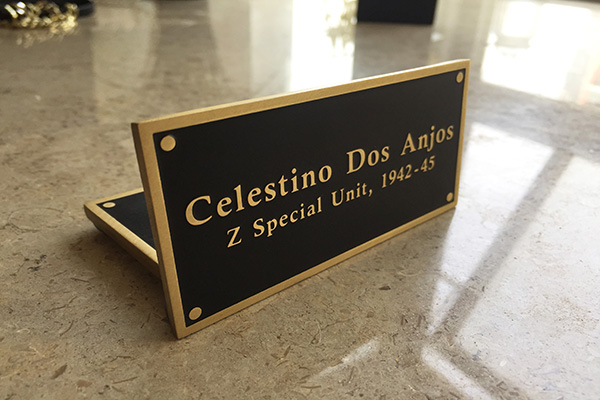 Celestino Dos Anjos
Z Special Unit, 1942-45